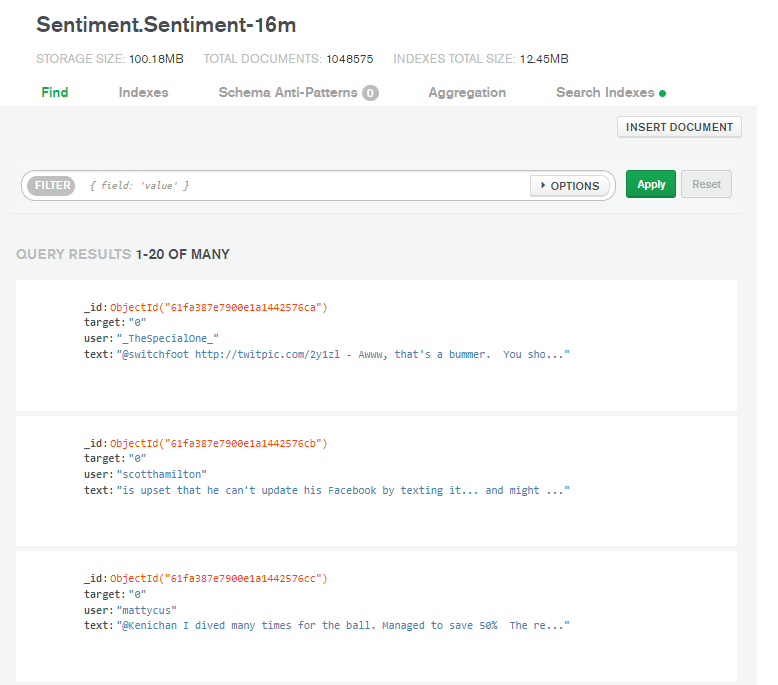 Sentiment.Sentiment-16m
STORAGE SIZE: 100.18MB TOTAL DOCUMENTS: 1048575 INDEXES TOTAL SIZE: 12.45MB
Find Indexes Schema Anti-Patterns 0 Aggregation Search Indexes
INSERT DOCUMENT
FILTER { field: 'value' } OPTIONS Apply Reset
QUERY RESULTS 1-20 OF MANY
_id: ObjectId("61fa387e7900e1a1442576ca")
target: "0"
user: "_TheSpecialOne_"
text: "@switchfoot http://twitpic.com/2y1zl - Awww, that's a bummer.  You sho..."
_id: ObjectId("61fa387e7900e1a1442576cb")
target: "0"
user: "scotthamilton"
text: "is upset that he can't update his Facebook by texting it... and might ..."
_id: ObjectId("61fa387e7900e1a1442576cc")
target: "0"
user: "mattycus"
text: "@Kenichan I dived many times for the ball. Managed to save 50%  The re..."